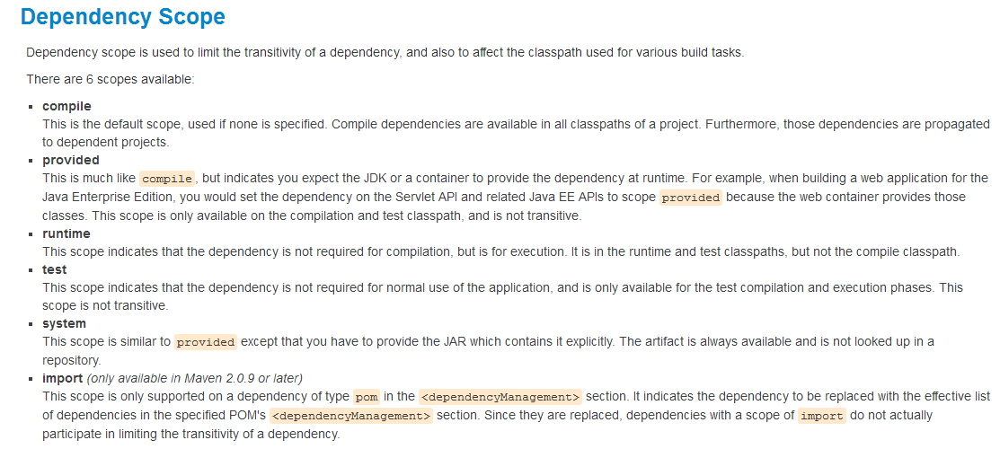 Dependency Scope
Dependency scope is used to limit the transitivity of a dependency, and also to affect the classpath used for various build tasks.
There are 6 scopes available:
compile
This is the default scope, used if none is specified. Compile dependencies are available in all classpaths of a project. Furthermore, those dependencies are propagated
to dependent projects.
provided
This is much like compile, but indicates you expect the JDK or a container to provide the dependency at runtime. For example, when building a web application for the
Java Enterprise Edition, you would set the dependency on the Servlet API and related Java EE APIs to scope provided because the web container provides those
classes. This scope is only available on the compilation and test classpath, and is not transitive.
runtime
This scope indicates that the dependency is not required for compilation, but is for execution. It is in the runtime and test classpaths, but not the compile classpath.
test
This scope indicates that the dependency is not required for normal use of the application, and is only available for the test compilation and execution phases. This
scope is not transitive.
system
This scope is similar to provided except that you have to provide the JAR which contains it explicitly. The artifact is always available and is not looked up in a
repository.
import (only available in Maven 2.0.9 or later)
This scope is only supported on a dependency of type pom in the <dependencyManagement> section. It indicates the dependency to be replaced with the effective list
of dependencies in the specified POM's <dependencyManagement> section. Since they are replaced, dependencies with a scope of import do not actually
participate in limiting the transitivity of a dependency.